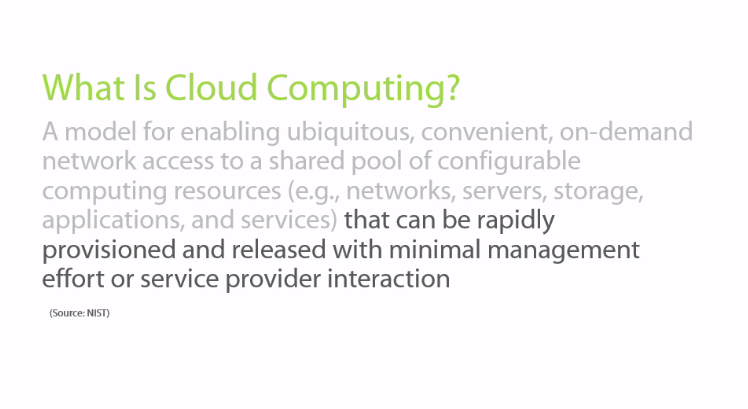 What Is Cloud Computing?
A model for enabling ubiquitous, convenient, on-demand
network access to a shared pool of configurable
computing resources (e.g., networks, servers, storage,
applications, and services) that can be rapidly
provisioned and released with minimal management
effort or service provider interaction
(Source: NIST)